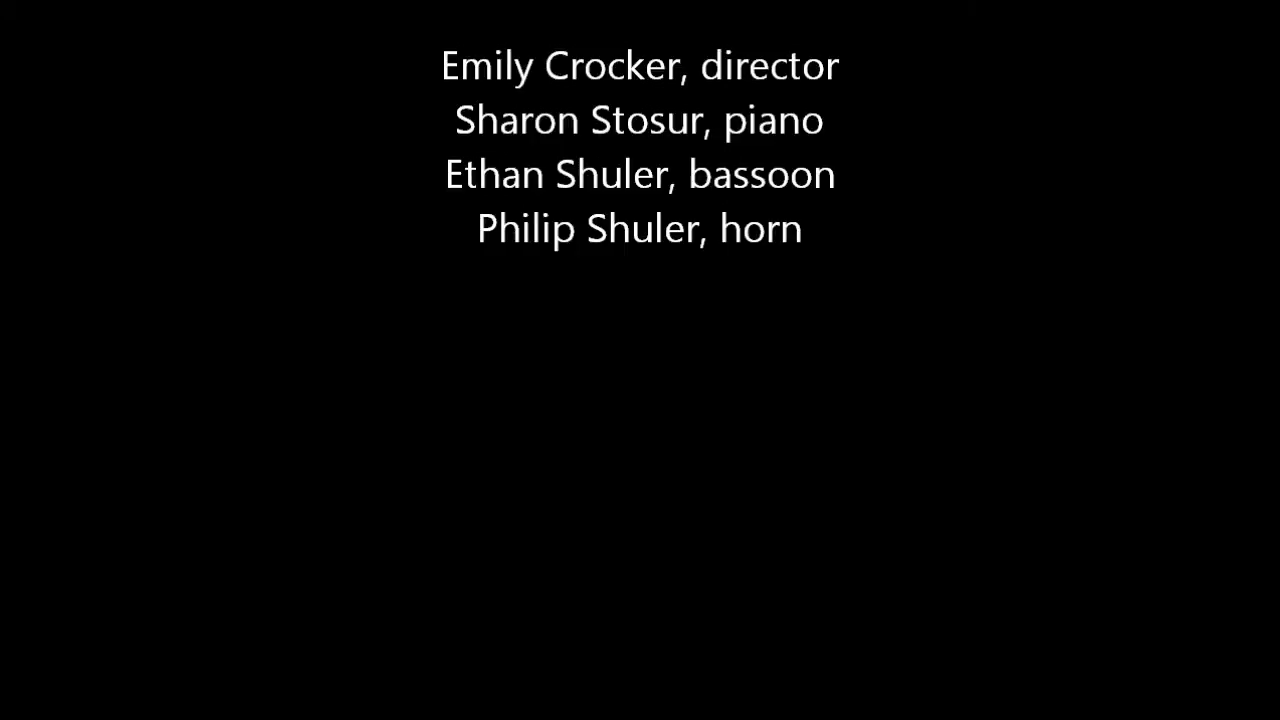 Emily Crocker, director
Sharon Stosur, piano
Ethan Shuler, bassoon
Philip Shuler, horn